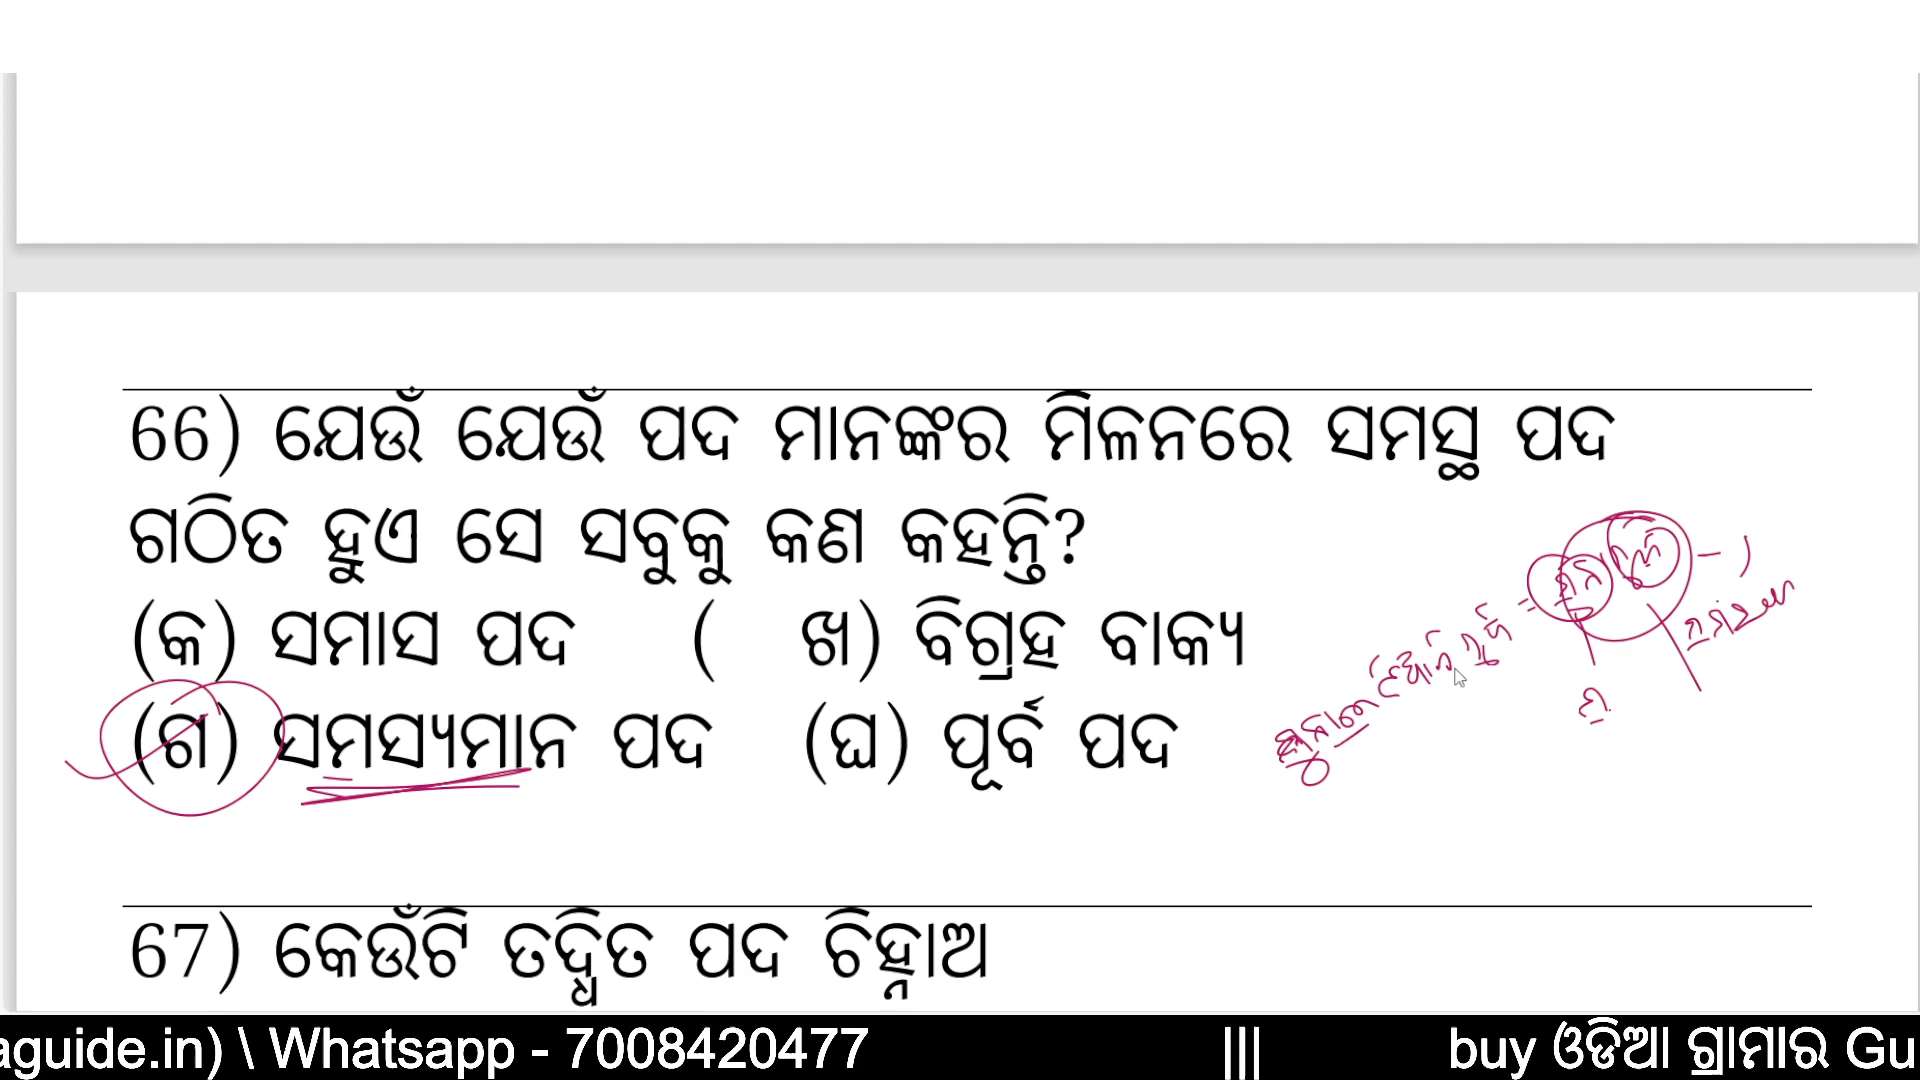 66) ଯେଉଁ ଯେଉଁ ପଦ ମାନଙ୍କର ମିଳନରେ ସମସ୍ଥ ପଦ
ଗଠିତ ହୁଏ ସେ ସବୁକୁ କଣ କହନ୍ତି?
(କ) ସମାସ ପଦ ( ଖ) ବିଗ୍ରହ ବାକ୍ୟ
(ଗ) ସମସ୍ୟମାନ ପଦ (ଘ) ପୂର୍ବ ପଦ
67) କେଉଁଟି ତଦ୍ଧିତ ପଦ ଚିହ୍ନାଅ
aguide.in) \ Whatsapp - 7008420477 ||| buy ଓଡିଆ ଗ୍ରାମାର Gu